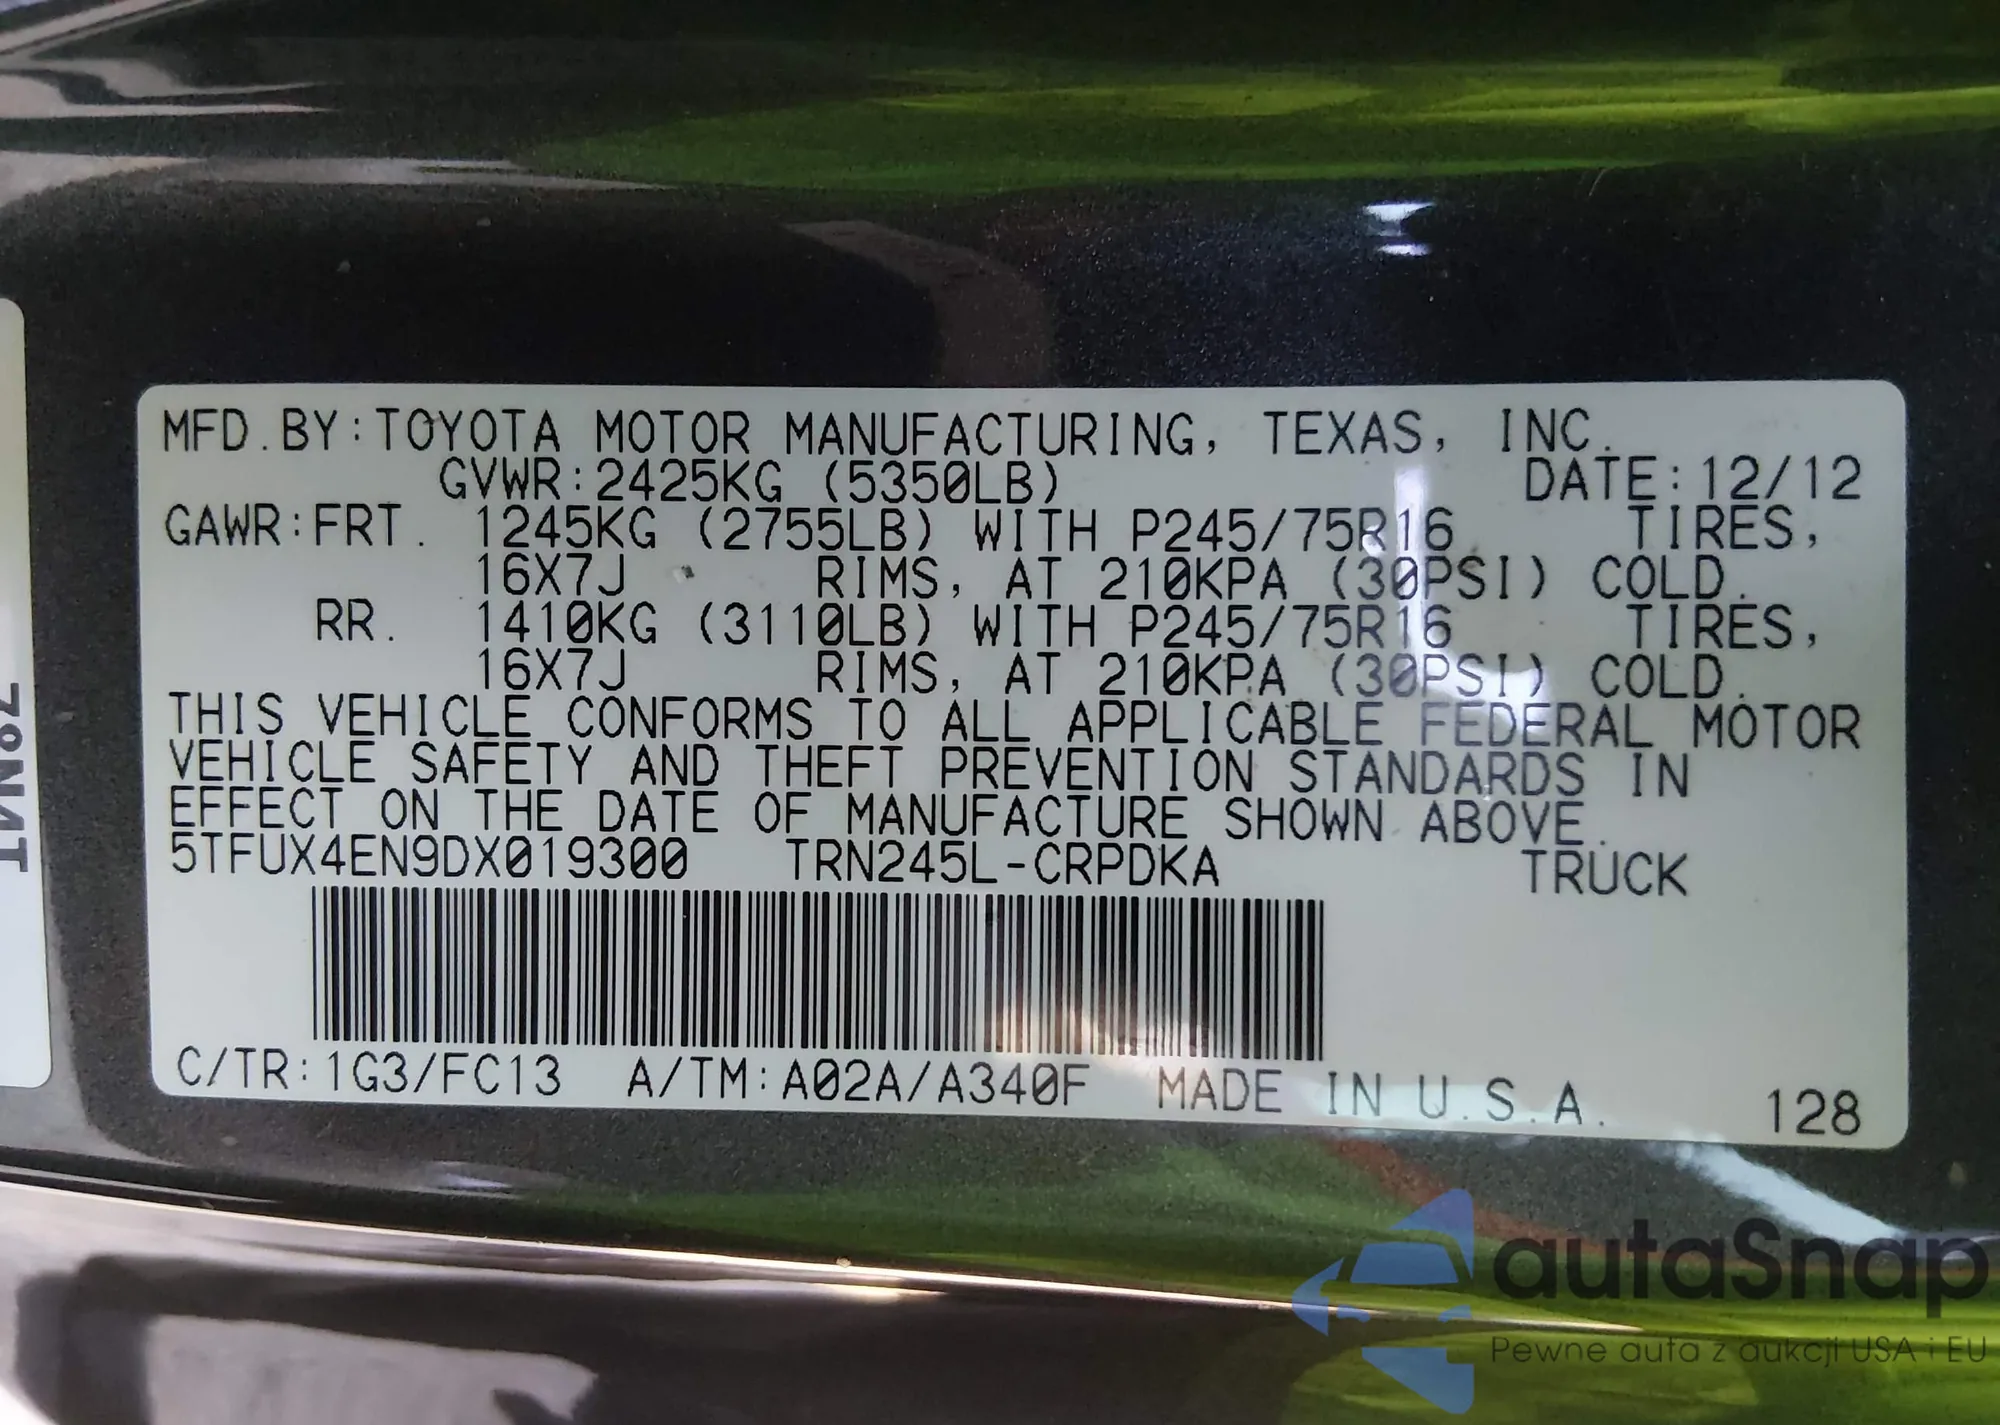 MFD.BY:TOYOTA MOTOR MANUFACTURING, TEXAS, INC.
GVWR:2425KG (5350LB) DATE:12/12
GAWR:FRT. 1245KG (2755LB) WITH P245/75R16 TIRES,
16X7J RIMS, AT 210KPA (30PSI) COLD.
RR. 1410KG (3110LB) WITH P245/75R16 TIRES,
16X7J RIMS, AT 210KPA (30PSI) COLD.
THIS VEHICLE CONFORMS TO ALL APPLICABLE FEDERAL MOTOR
VEHICLE SAFETY AND THEFT PREVENTION STANDARDS IN
EFFECT ON THE DATE OF MANUFACTURE SHOWN ABOVE.
5TFUX4EN9DX019300 TRN245L-CRPDKA TRUCK
C/TR:1G3/FC13 A/TM:A02A/A340F MADE IN U.S.A. 128
autaSnap
Pewne auta z aukcji USA i EU